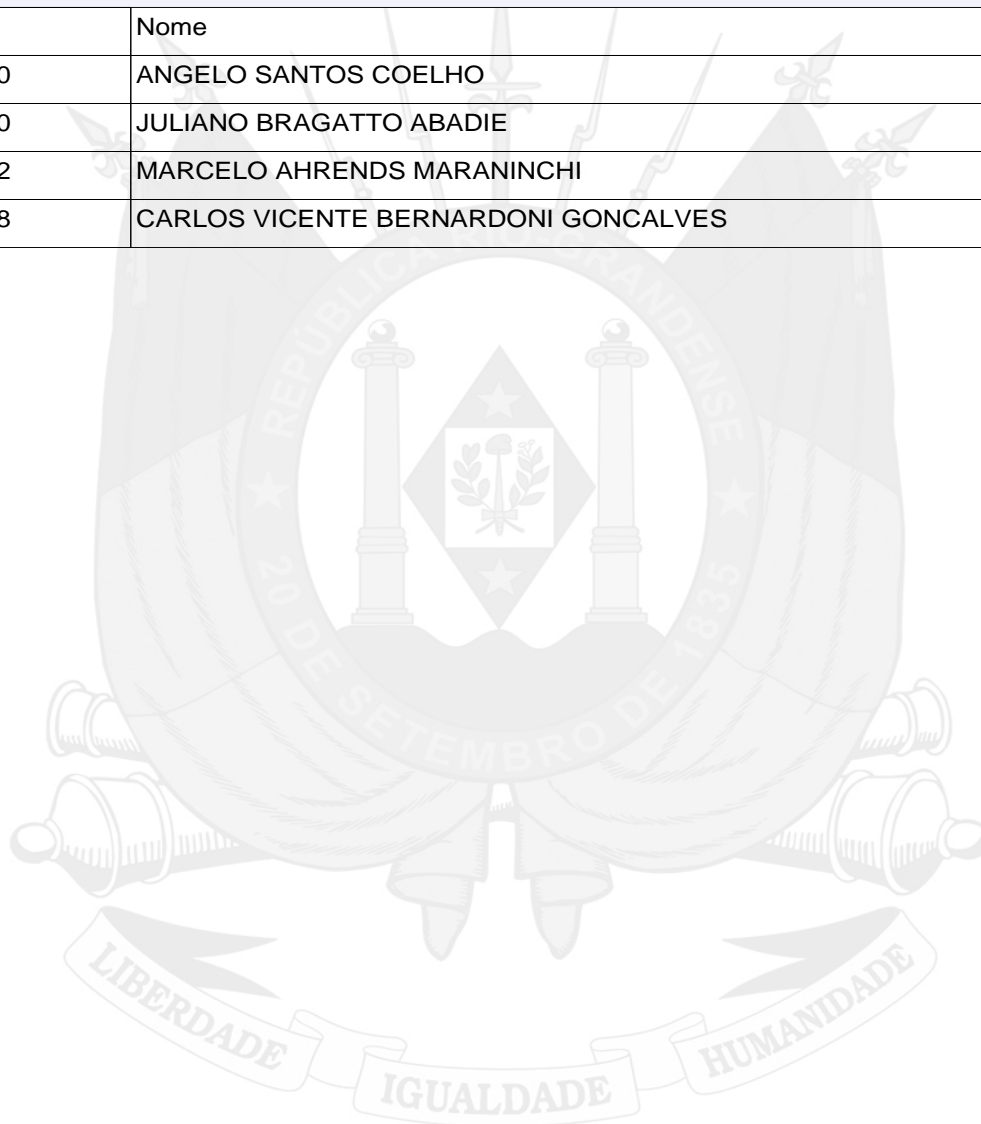 Nome
0 ANGELO SANTOS COELHO
0 JULIANO BRAGATTO ABADIE
2 MARCELO AHRENDS MARANINCHI
8 CARLOS VICENTE BERNARDONI GONCALVES
REPÚBLICA RIO-GRANDENSE
★ 20 DE SETEMBRO DE 1835 ★
LIBERDADE IGUALDADE HUMANIDADE